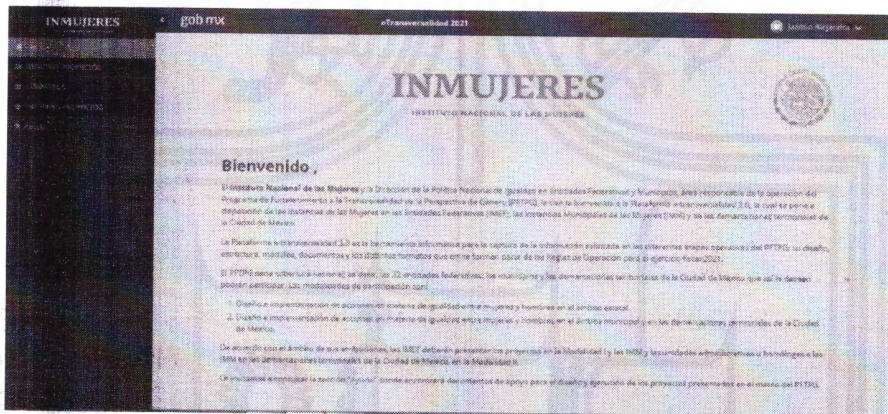 INMUJERES
gob mx
eTransversalidad 2021
INMUJERES
INSTITUTO NACIONAL DE LAS MUJERES
Bienvenido ,
El Instituto Nacional de las Mujeres y la Dirección de la Política Nacional de Igualdad en Entidades Federativas y Municipios, área responsable de la operación del
Programa de Fortalecimiento a la Transversalidad de la Perspectiva de Género (PFTPG), le dan la bienvenida a la Plataforma e-transversalidad 3.0, la cual se pone a
disposición de las Instancias de las Mujeres en las Entidades Federativas (IMEF), las Instancias Municipales de las Mujeres (IMM) y de las demarcaciones territoriales de
la Ciudad de México.
La Plataforma e-transversalidad 3.0 es la herramienta informática para la captura de la información solicitada en las diferentes etapas operativas del PFTPG; su diseño,
estructura, módulos, documentos y los distintos formatos que en ella forman parte de las Reglas de Operación para el ejercicio fiscal 2021.
El PFTPG tiene cobertura nacional, es decir, las 32 entidades federativas, los municipios y las demarcaciones territoriales de la Ciudad de México que así lo deseen
podrán participar. Las modalidades de participación son:
1. Diseño e implementación de acciones en materia de igualdad entre mujeres y hombres en el ámbito estatal.
2. Diseño e implementación de acciones en materia de igualdad entre mujeres y hombres, en el ámbito municipal y en las demarcaciones territoriales de la Ciudad
de México.
De acuerdo con el ámbito de sus atribuciones, las IMEF deberán presentar los proyectos en la Modalidad I y las IMM y las unidades administrativas u homólogas a las
IMM en las demarcaciones territoriales de la Ciudad de México, en la Modalidad II.
Le invitamos a consultar la sección "Ayuda" donde encontrará documentos de apoyo para el diseño y ejecución de los proyectos presentados en el marco del PFTPG.